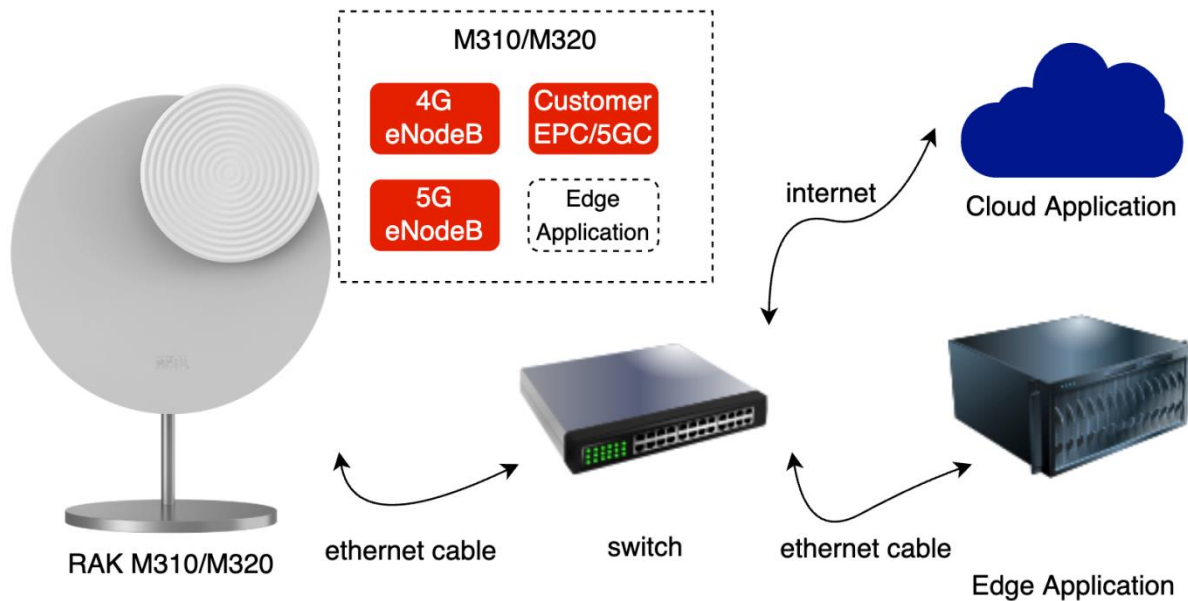 M310/M320
4G
eNodeB
Customer
EPC/5GC
5G
eNodeB
Edge
Application
internet
Cloud Application
RAK M310/M320
ethernet cable
switch
ethernet cable
Edge Application